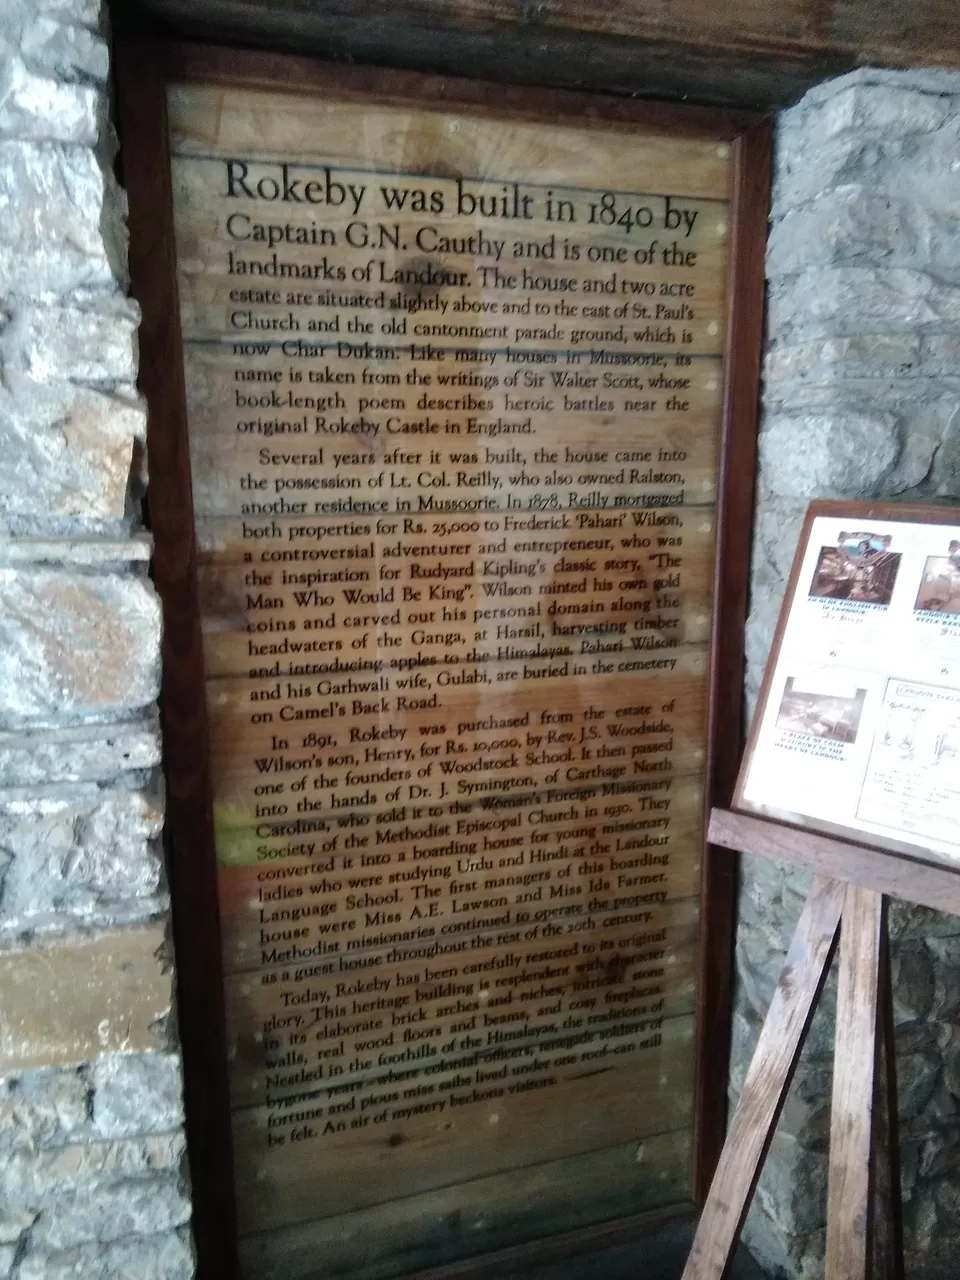 Rokeby was built in 1840 by
Captain G.N. Cauthy and is one of the
landmarks of Landour. The house and two acre
estate are situated slightly above and to the east of St. Paul's
Church and the old cantonment parade ground, which is
now Char Dukan. Like many houses in Mussoorie, its
name is taken from the writings of Sir Walter Scott, whose
book-length poem describes heroic battles near the
original Rokeby Castle in England.
Several years after it was built, the house came into
the possession of Lt. Col. Reilly, who also owned Ralston,
another residence in Mussoorie. In 1878, Reilly mortgaged
both properties for Rs. 25,000 to Frederick 'Pahari' Wilson,
a controversial adventurer and entrepreneur, who was
the inspiration for Rudyard Kipling's classic story, "The
Man Who Would Be King". Wilson minted his own gold
coins and carved out his personal domain along the
headwaters of the Ganga, at Harsil, harvesting timber
and introducing apples to the Himalayas. Pahari Wilson
and his Garhwali wife, Gulabi, are buried in the cemetery
on Camel's Back Road.
In 1891, Rokeby was purchased from the estate of
Wilson's son, Henry, for Rs. 10,000, by Rev. J.S. Woodside,
one of the founders of Woodstock School. It then passed
into the hands of Dr. J. Symington, of Carthage North
Carolina, who sold it to the Woman's Foreign Missionary
Society of the Methodist Episcopal Church in 1930. They
converted it into a boarding house for young missionary
ladies who were studying Urdu and Hindi at the Landour
Language School. The first managers of this boarding
house were Miss A.E. Lawson and Miss Ida Farmer.
Methodist missionaries continued to operate the property
as a guest house throughout the rest of the 20th century.
Today, Rokeby has been carefully restored to its original
glory. This heritage building is resplendent with character
in its elaborate brick arches and niches, intricate stone
walls, real wood floors and beams, and cosy fireplaces.
Nestled in the foothills of the Himalayas, the traditions of
bygone years–where colonial officers, renegade soldiers of
fortune and pious miss saibs lived under one roof–can still
be felt. An air of mystery beckons visitors.
A PLACE OF CALM
LUXURY IN THE
HEART OF LANDOUR